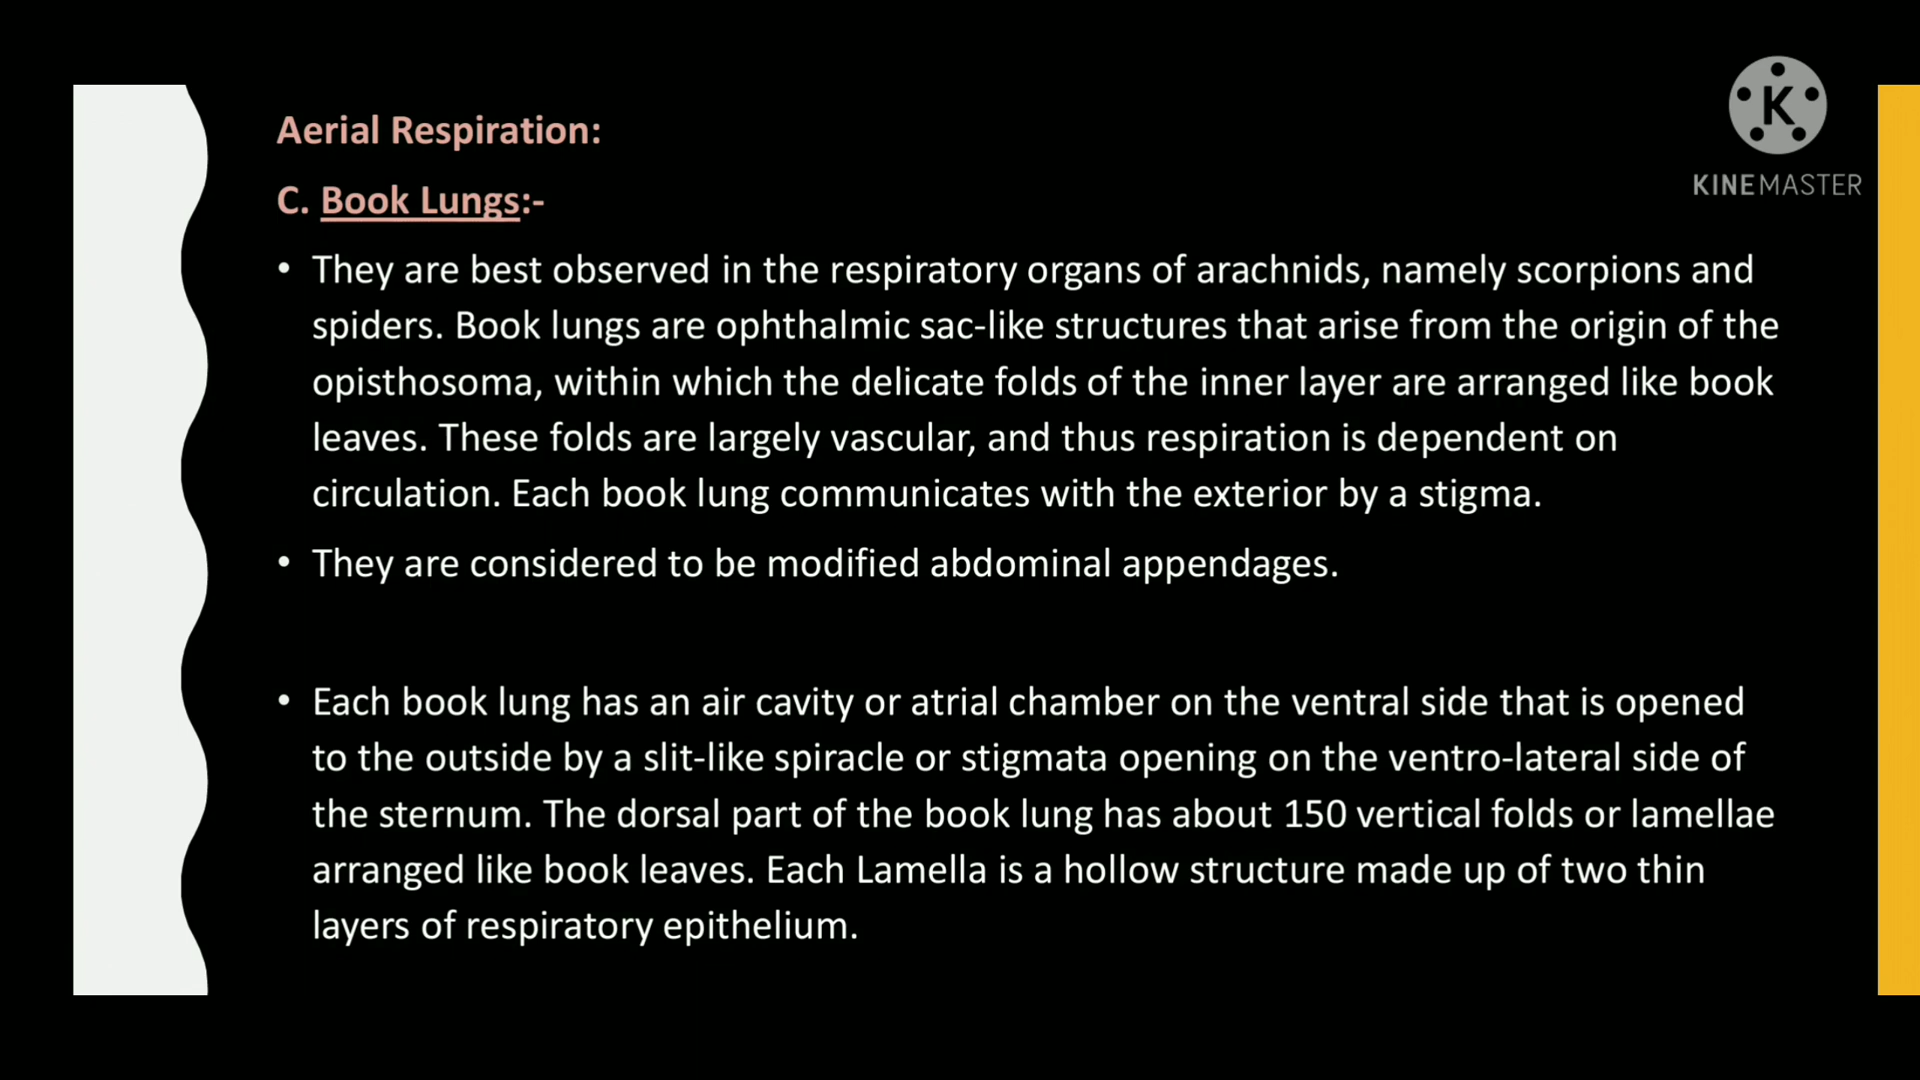 Aerial Respiration:
K
KINEMASTER
C. Book Lungs:-
• They are best observed in the respiratory organs of arachnids, namely scorpions and
spiders. Book lungs are ophthalmic sac-like structures that arise from the origin of the
opisthosoma, within which the delicate folds of the inner layer are arranged like book
leaves. These folds are largely vascular, and thus respiration is dependent on
circulation. Each book lung communicates with the exterior by a stigma.
• They are considered to be modified abdominal appendages.
• Each book lung has an air cavity or atrial chamber on the ventral side that is opened
to the outside by a slit-like spiracle or stigmata opening on the ventro-lateral side of
the sternum. The dorsal part of the book lung has about 150 vertical folds or lamellae
arranged like book leaves. Each Lamella is a hollow structure made up of two thin
layers of respiratory epithelium.